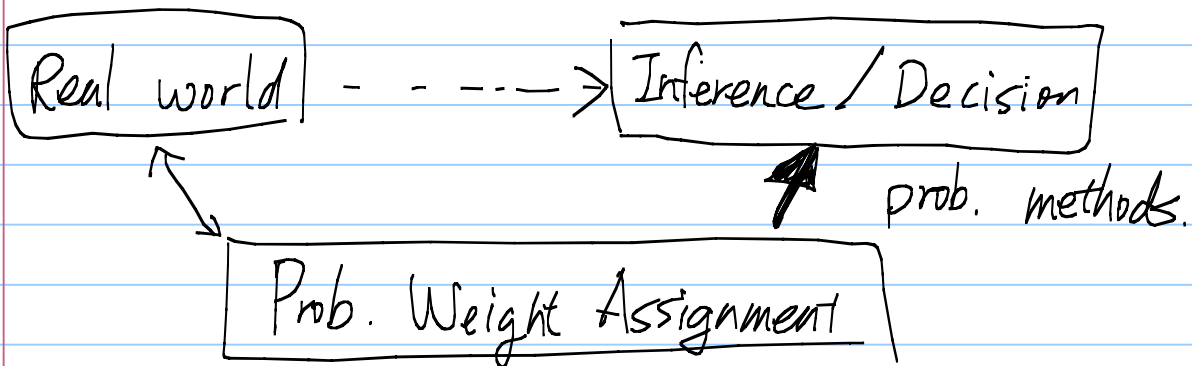 Real world
Inference / Decision
prob. methods.
Prob. Weight Assignment